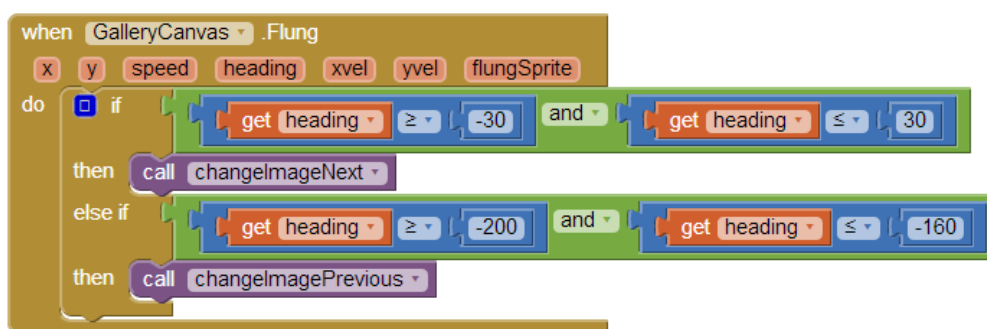 when GalleryCanvas .Flung
x y speed heading xvel yvel flungSprite
do if get heading ≥ -30 and get heading ≤ 30
then call changeImageNext
else if get heading ≥ -200 and get heading ≤ -160
then call changeImagePrevious